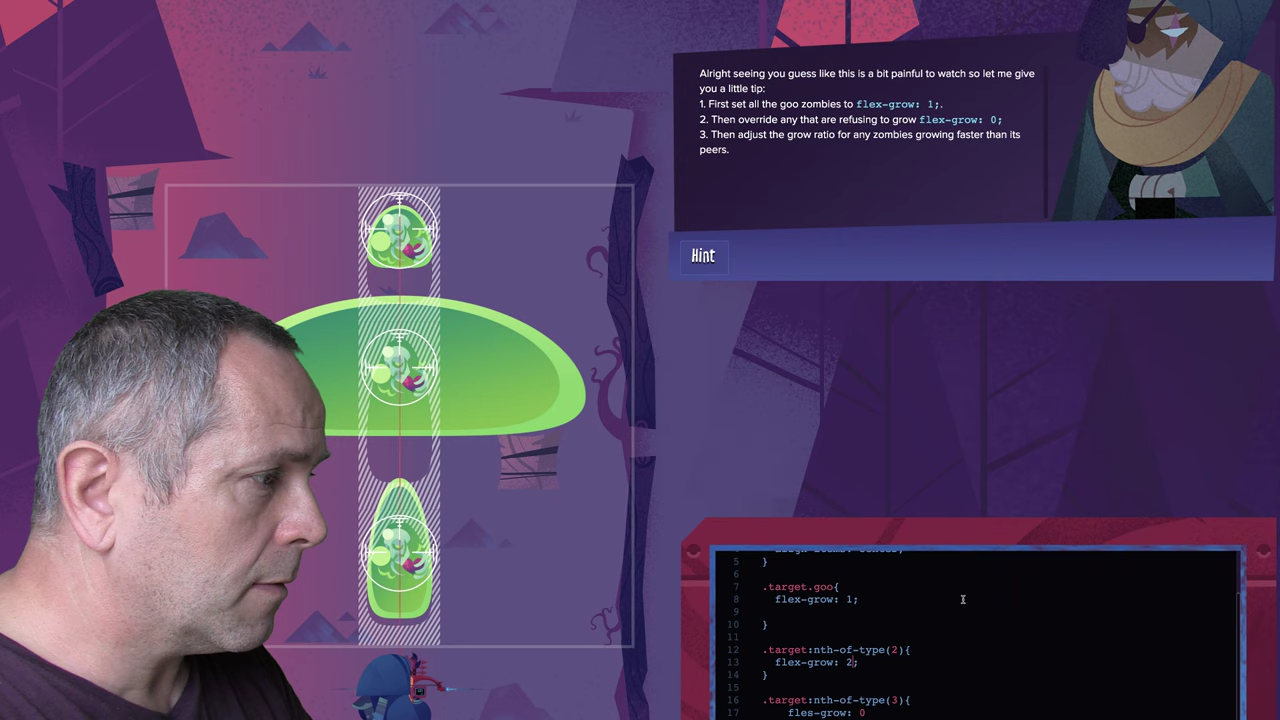 Alright seeing you guess like this is a bit painful to watch so let me give
you a little tip:
1. First set all the goo zombies to flex-grow: 1;.
2. Then override any that are refusing to grow flex-grow: 0;
3. Then adjust the grow ratio for any zombies growing faster than its
peers.
Hint
5 }
6
7 .target.goo{
8 flex-grow: 1;
9
10 }
11
12 .target:nth-of-type(2){
13 flex-grow: 2;
14 }
15
16 .target:nth-of-type(3){
17 fles-grow: 0